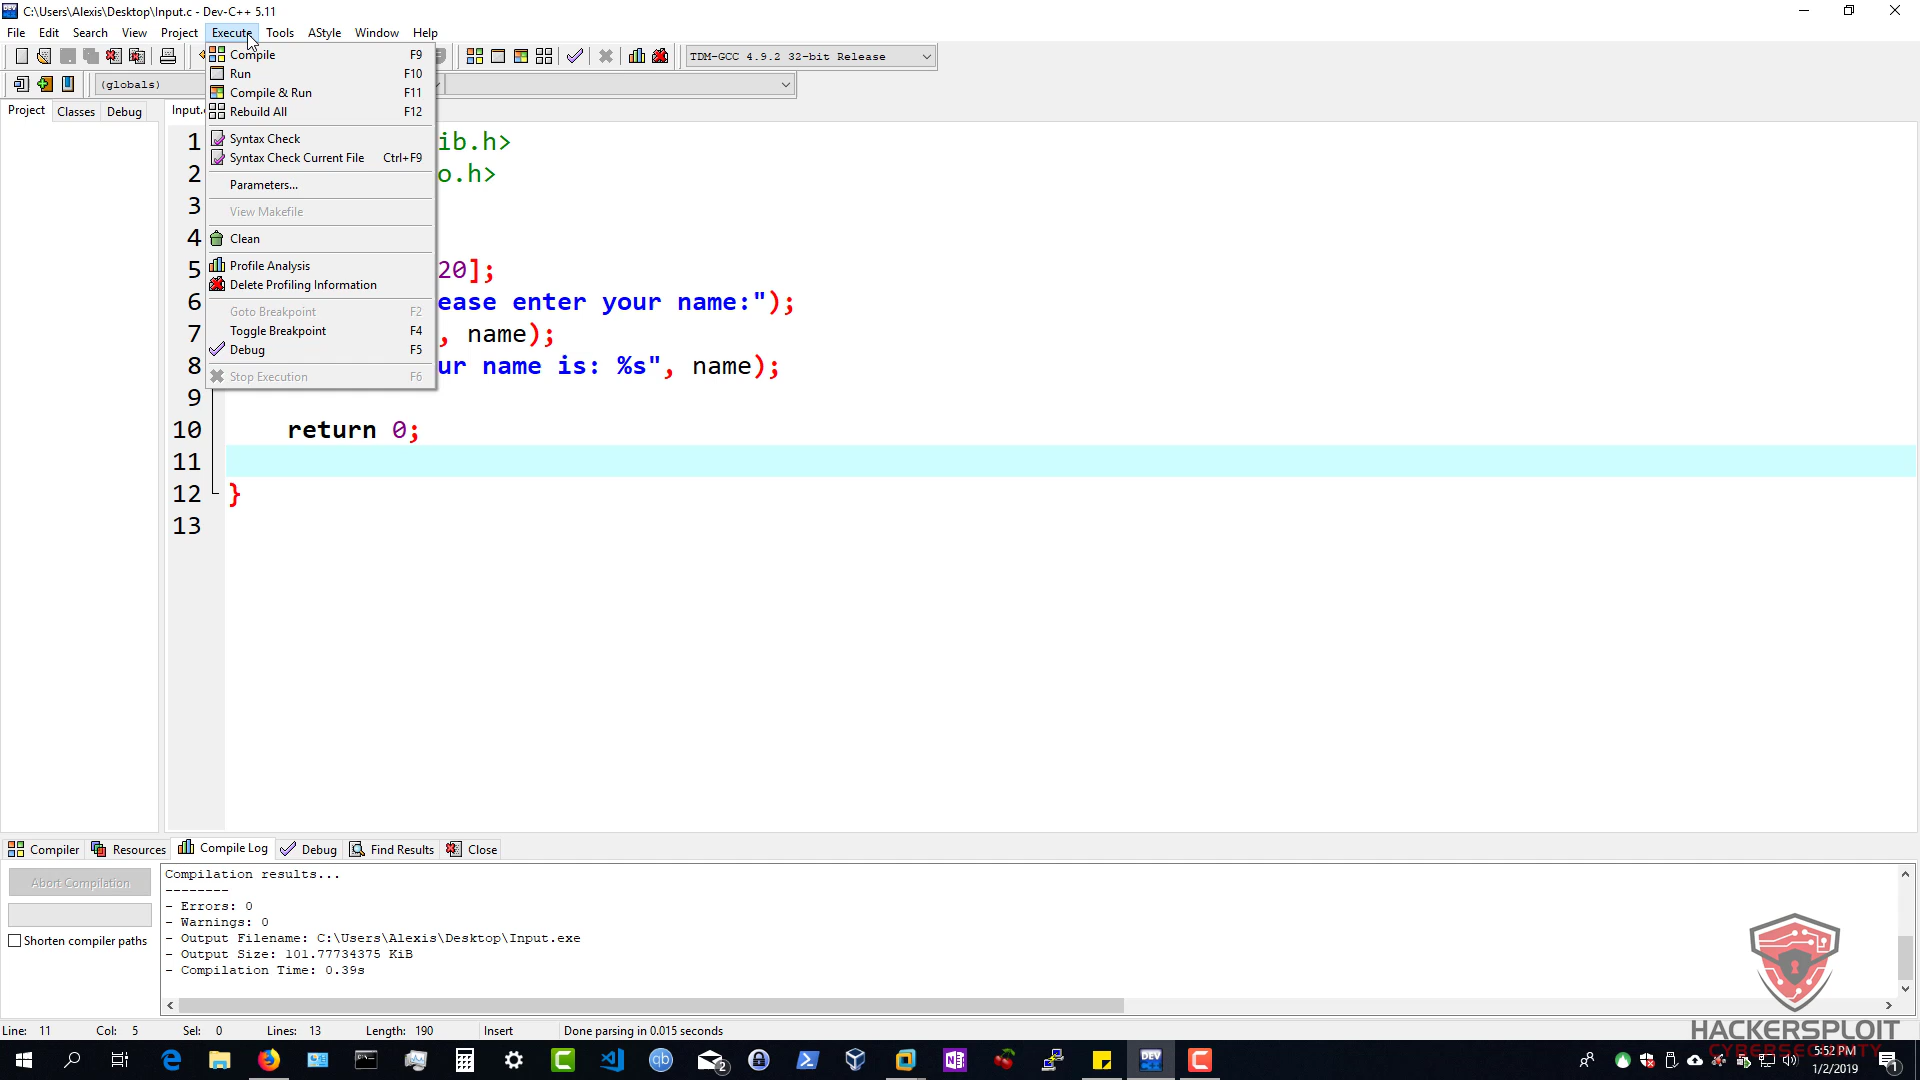 C:\Users\Alexis\Desktop\Input.c - Dev-C++ 5.11
File Edit Search View Project Execute Tools AStyle Window Help
TDM-GCC 4.9.2 32-bit Release
(globals)
Project Classes Debug
Compile F9
Run F10
Compile & Run F11
Rebuild All F12
Syntax Check
Syntax Check Current File Ctrl+F9
Parameters...
View Makefile
Clean
Profile Analysis
Delete Profiling Information
Goto Breakpoint F2
Toggle Breakpoint F4
Debug F5
Stop Execution F6
Input.
1 ib.h>
2 o.h>
3
4
5 20];
6 ease enter your name:");
7 , name);
8 ur name is: %s", name);
9
10 return 0;
11
12 }
13
Compiler Resources Compile Log Debug Find Results Close
Abort Compilation
Shorten compiler paths
Compilation results...
--------
- Errors: 0
- Warnings: 0
- Output Filename: C:\Users\Alexis\Desktop\Input.exe
- Output Size: 101.77734375 KiB
- Compilation Time: 0.39s
Line: 11 Col: 5 Sel: 0 Lines: 13 Length: 190 Insert Done parsing in 0.015 seconds
HACKERSPLOIT
CYBERSECURITY
5:52 PM
1/2/2019